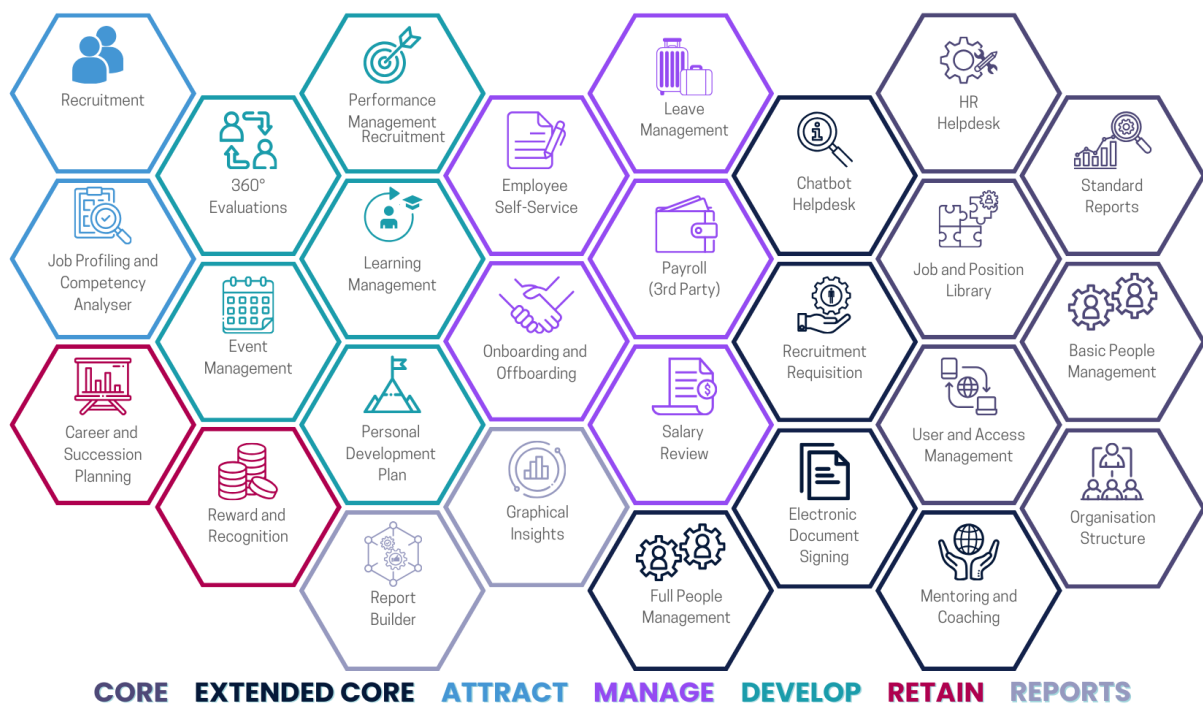 Recruitment
Performance
Management
Recruitment
Leave
Management
HR
Helpdesk
360°
Evaluations
Employee
Self-Service
Chatbot
Helpdesk
Standard
Reports
Job Profiling and
Competency
Analyser
Learning
Management
Payroll
(3rd Party)
Job and Position
Library
Event
Management
Onboarding and
Offboarding
Recruitment
Requisition
Basic People
Management
Career and
Succession
Planning
Personal
Development
Plan
Salary
Review
User and Access
Management
Reward and
Recognition
Graphical
Insights
Electronic
Document
Signing
Organisation
Structure
Report
Builder
Full People
Management
Mentoring and
Coaching
CORE EXTENDED CORE ATTRACT MANAGE DEVELOP RETAIN REPORTS